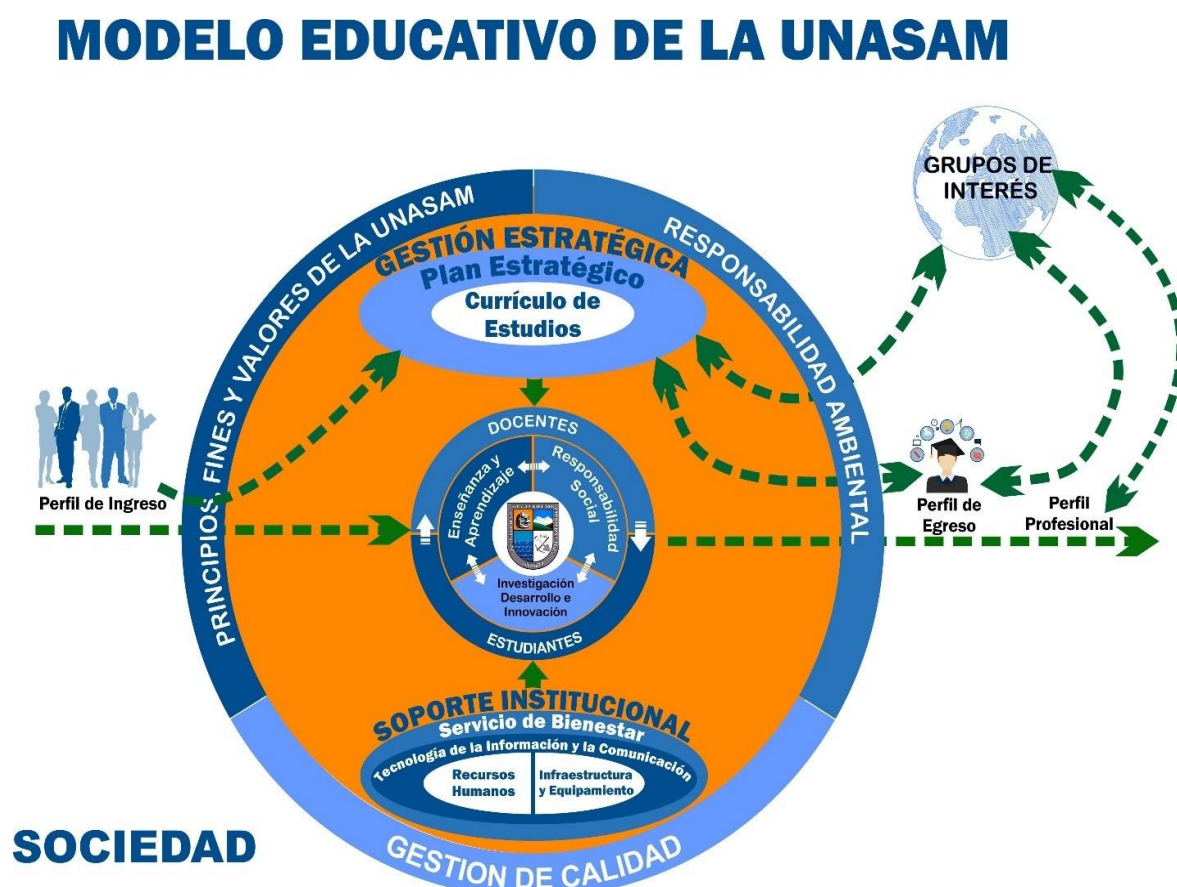 MODELO EDUCATIVO DE LA UNASAM
GRUPOS DE
INTERÉS
PRINCIPIOS, FINES Y VALORES DE LA UNASAM
RESPONSABILIDAD AMBIENTAL
GESTIÓN ESTRATÉGICA
Plan Estratégico
Currículo de
Estudios
Perfil de Ingreso
DOCENTES
Enseñanza y
Aprendizaje
Responsabilidad
Social
Investigación
Desarrollo e
Innovación
ESTUDIANTES
Perfil de
Egreso
Perfil
Profesional
SOPORTE INSTITUCIONAL
Servicio de Bienestar
Tecnología de la Información y la Comunicación
Recursos
Humanos
Infraestructura
y Equipamiento
SOCIEDAD
GESTION DE CALIDAD